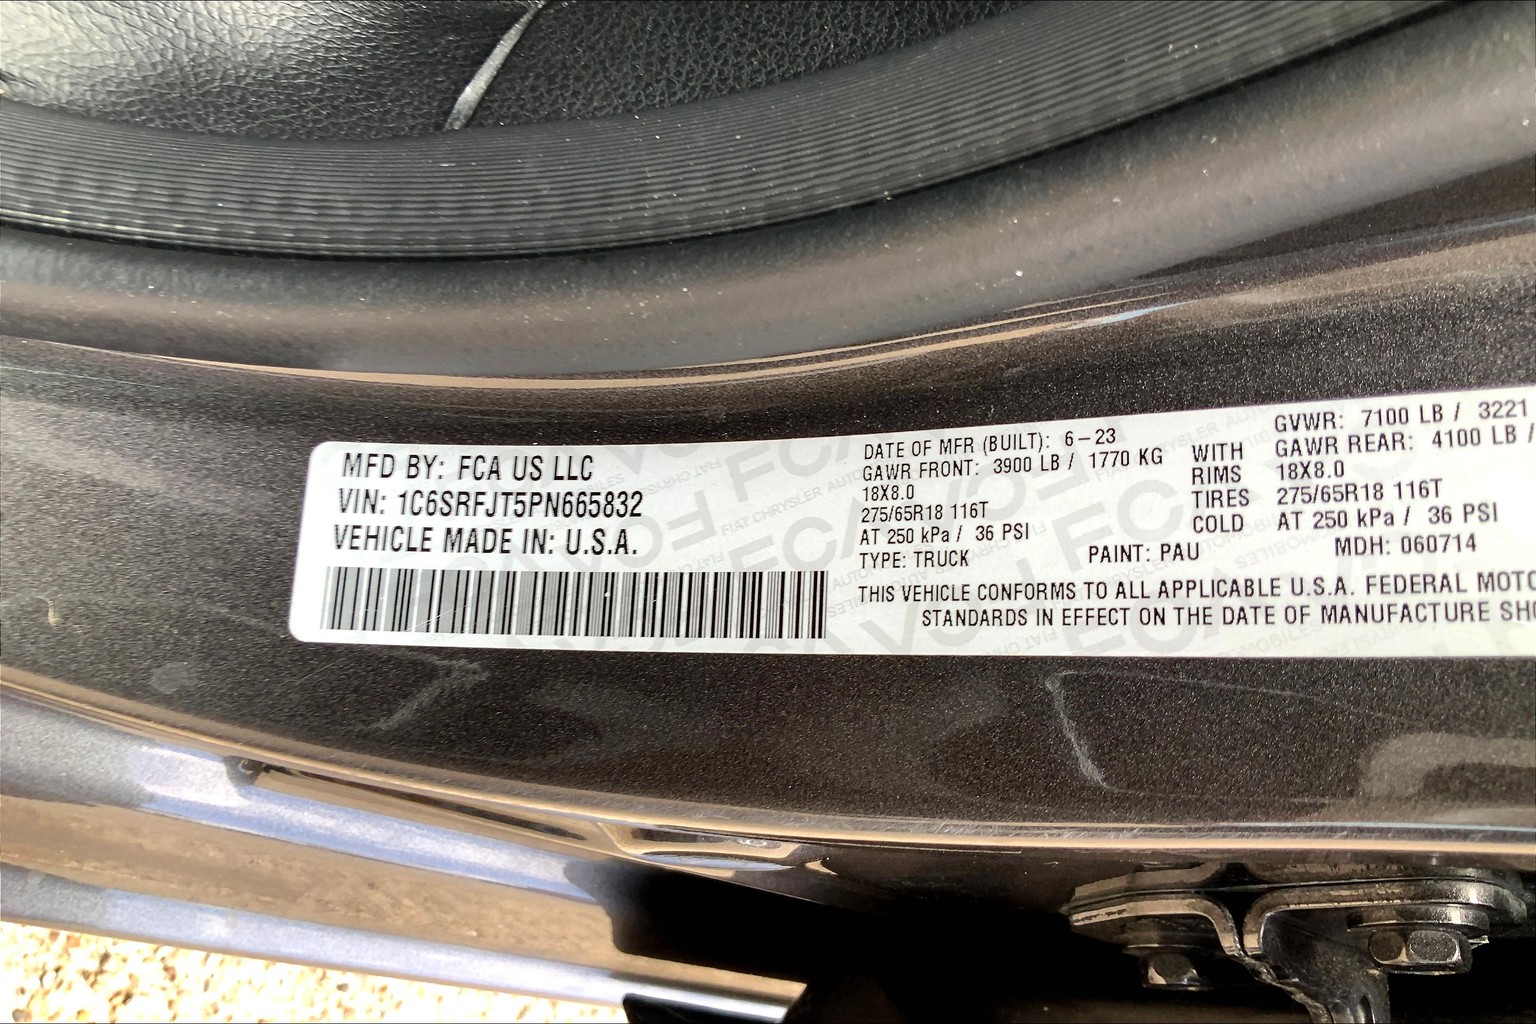 MFD BY: FCA US LLC
VIN: 1C6SRFJT5PN665832
VEHICLE MADE IN: U.S.A.
DATE OF MFR (BUILT): 6-23
GVWR: 7100 LB / 3221
GAWR FRONT: 3900 LB / 1770 KG WITH GAWR REAR: 4100 LB /
18X8.0 RIMS 18X8.0
275/65R18 116T TIRES 275/65R18 116T
AT 250 kPa / 36 PSI COLD AT 250 kPa / 36 PSI
TYPE: TRUCK PAINT: PAU MDH: 060714
THIS VEHICLE CONFORMS TO ALL APPLICABLE U.S.A. FEDERAL
STANDARDS IN EFFECT ON THE DATE OF MANUFACTURE